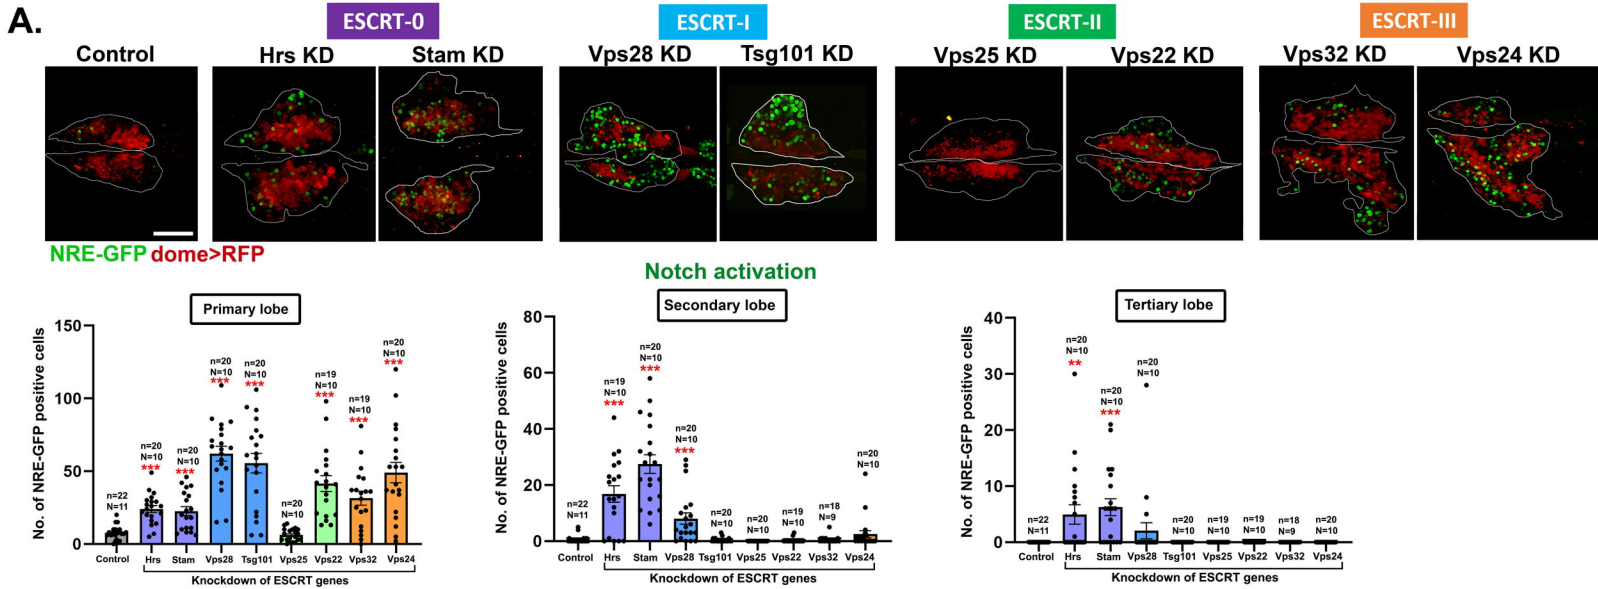 A.
ESCRT-0
ESCRT-I
ESCRT-II
ESCRT-III
Control
Hrs KD
Stam KD
Vps28 KD
Tsg101 KD
Vps25 KD
Vps22 KD
Vps32 KD
Vps24 KD
NRE-GFP dome>RFP
Notch activation
Primary lobe
No. of NRE-GFP positive cells
150
100
50
0
n=22
N=11
n=20
N=10
***
n=20
N=10
***
n=20
N=10
***
n=20
N=10
***
n=20
N=10
n=19
N=10
***
n=19
N=10
***
n=20
N=10
***
Control
Hrs
Stam
Vps28
Tsg101
Vps25
Vps22
Vps32
Vps24
Knockdown of ESCRT genes
Secondary lobe
No. of NRE-GFP positive cells
80
60
40
20
0
n=22
N=11
n=19
N=10
***
n=20
N=10
***
n=20
N=10
***
n=20
N=10
n=20
N=10
n=19
N=10
n=18
N=9
n=20
N=10
Control
Hrs
Stam
Vps28
Tsg101
Vps25
Vps22
Vps32
Vps24
Knockdown of ESCRT genes
Tertiary lobe
No. of NRE-GFP positive cells
40
30
20
10
0
n=22
N=11
n=20
N=10
**
n=20
N=10
***
n=20
N=10
n=20
N=10
n=19
N=10
n=19
N=10
n=18
N=9
n=20
N=10
Control
Hrs
Stam
Vps28
Tsg101
Vps25
Vps22
Vps32
Vps24
Knockdown of ESCRT genes